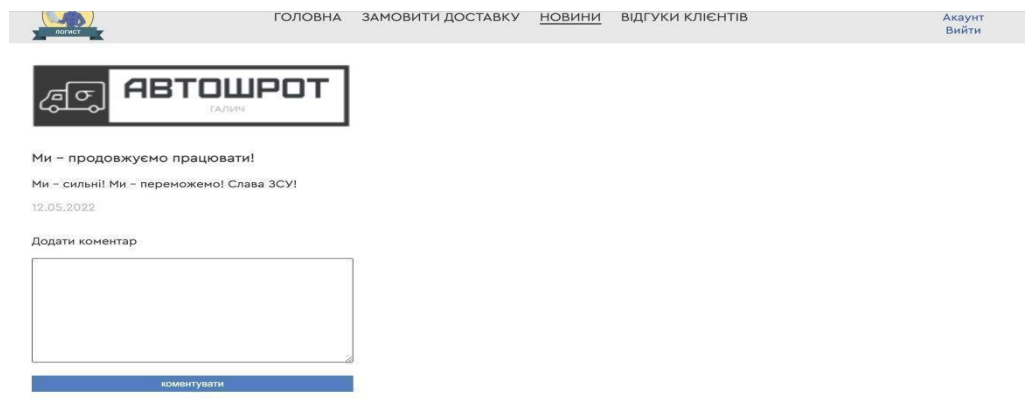 ЛОГИСТ
ГОЛОВНА ЗАМОВИТИ ДОСТАВКУ НОВИНИ ВІДГУКИ КЛІЄНТІВ
Акаунт
Вийти
АВТОШРОТ
ГАЛИЧ
Ми – продовжуємо працювати!
Ми – сильні! Ми – переможемо! Слава ЗСУ!
12.05.2022
Додати коментар
коментувати